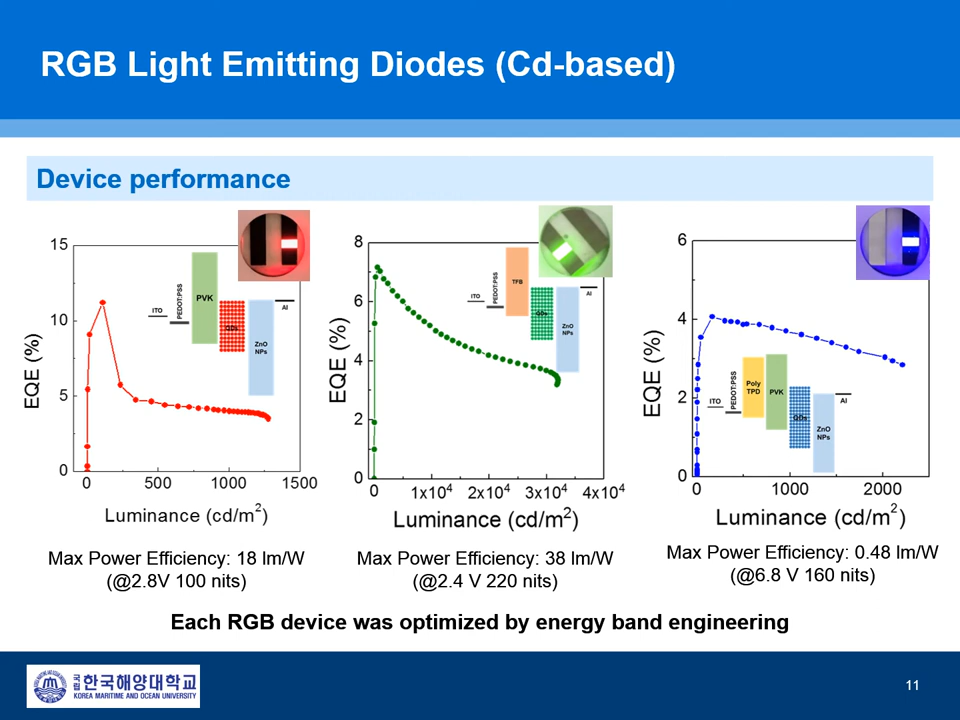 RGB Light Emitting Diodes (Cd-based)
Device performance
15
10
5
0
EQE (%)
0
500
1000
1500
Luminance (cd/m²)
ITO
PEDOT:PSS
PVK
QDs
ZnO
NPs
Al
Max Power Efficiency: 18 lm/W
(@2.8V 100 nits)
8
6
4
2
0
EQE (%)
0
1x10⁴
2x10⁴
3x10⁴
4x10⁴
Luminance (cd/m²)
ITO
PEDOT:PSS
TFB
QDs
ZnO
NPs
Al
Max Power Efficiency: 38 lm/W
(@2.4 V 220 nits)
6
4
2
0
EQE (%)
0
1000
2000
Luminance (cd/m²)
ITO
PEDOT:PSS
Poly
TPD
PVK
QDs
ZnO
NPs
Al
Max Power Efficiency: 0.48 lm/W
(@6.8 V 160 nits)
Each RGB device was optimized by energy band engineering
국립 한국해양대학교
KOREA MARITIME AND OCEAN UNIVERSITY
11